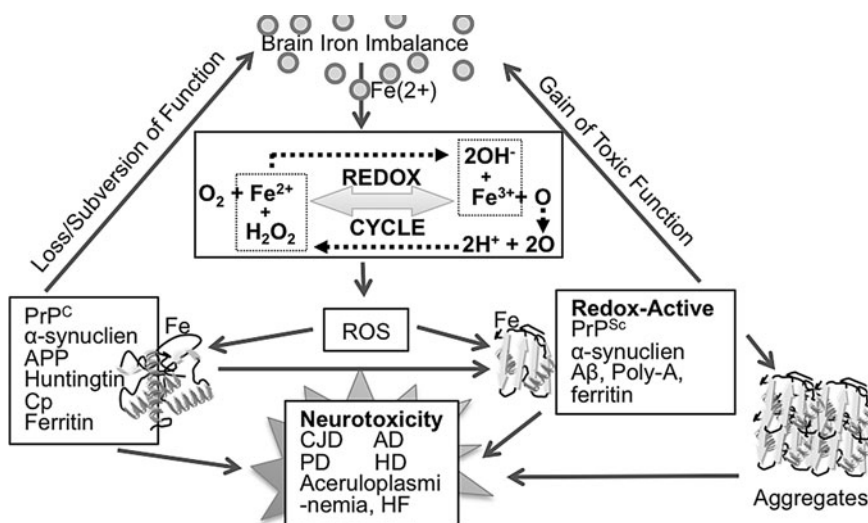 Brain Iron Imbalance
Fe(2+)
Loss/Subversion of Function
Gain of Toxic Function
2OH⁻
+
O₂ + Fe²⁺
REDOX
Fe³⁺ + O
+
H₂O₂
CYCLE
2H⁺ + 2O
PrPᶜ
α-synuclien
APP
Huntingtin
Cp
Ferritin
Fe
ROS
Fe
Redox-Active
PrPˢᶜ
α-synuclien
Aβ, Poly-A,
ferritin
Neurotoxicity
CJD AD
PD HD
Aceruloplasmi
-nemia, HF
Aggregates